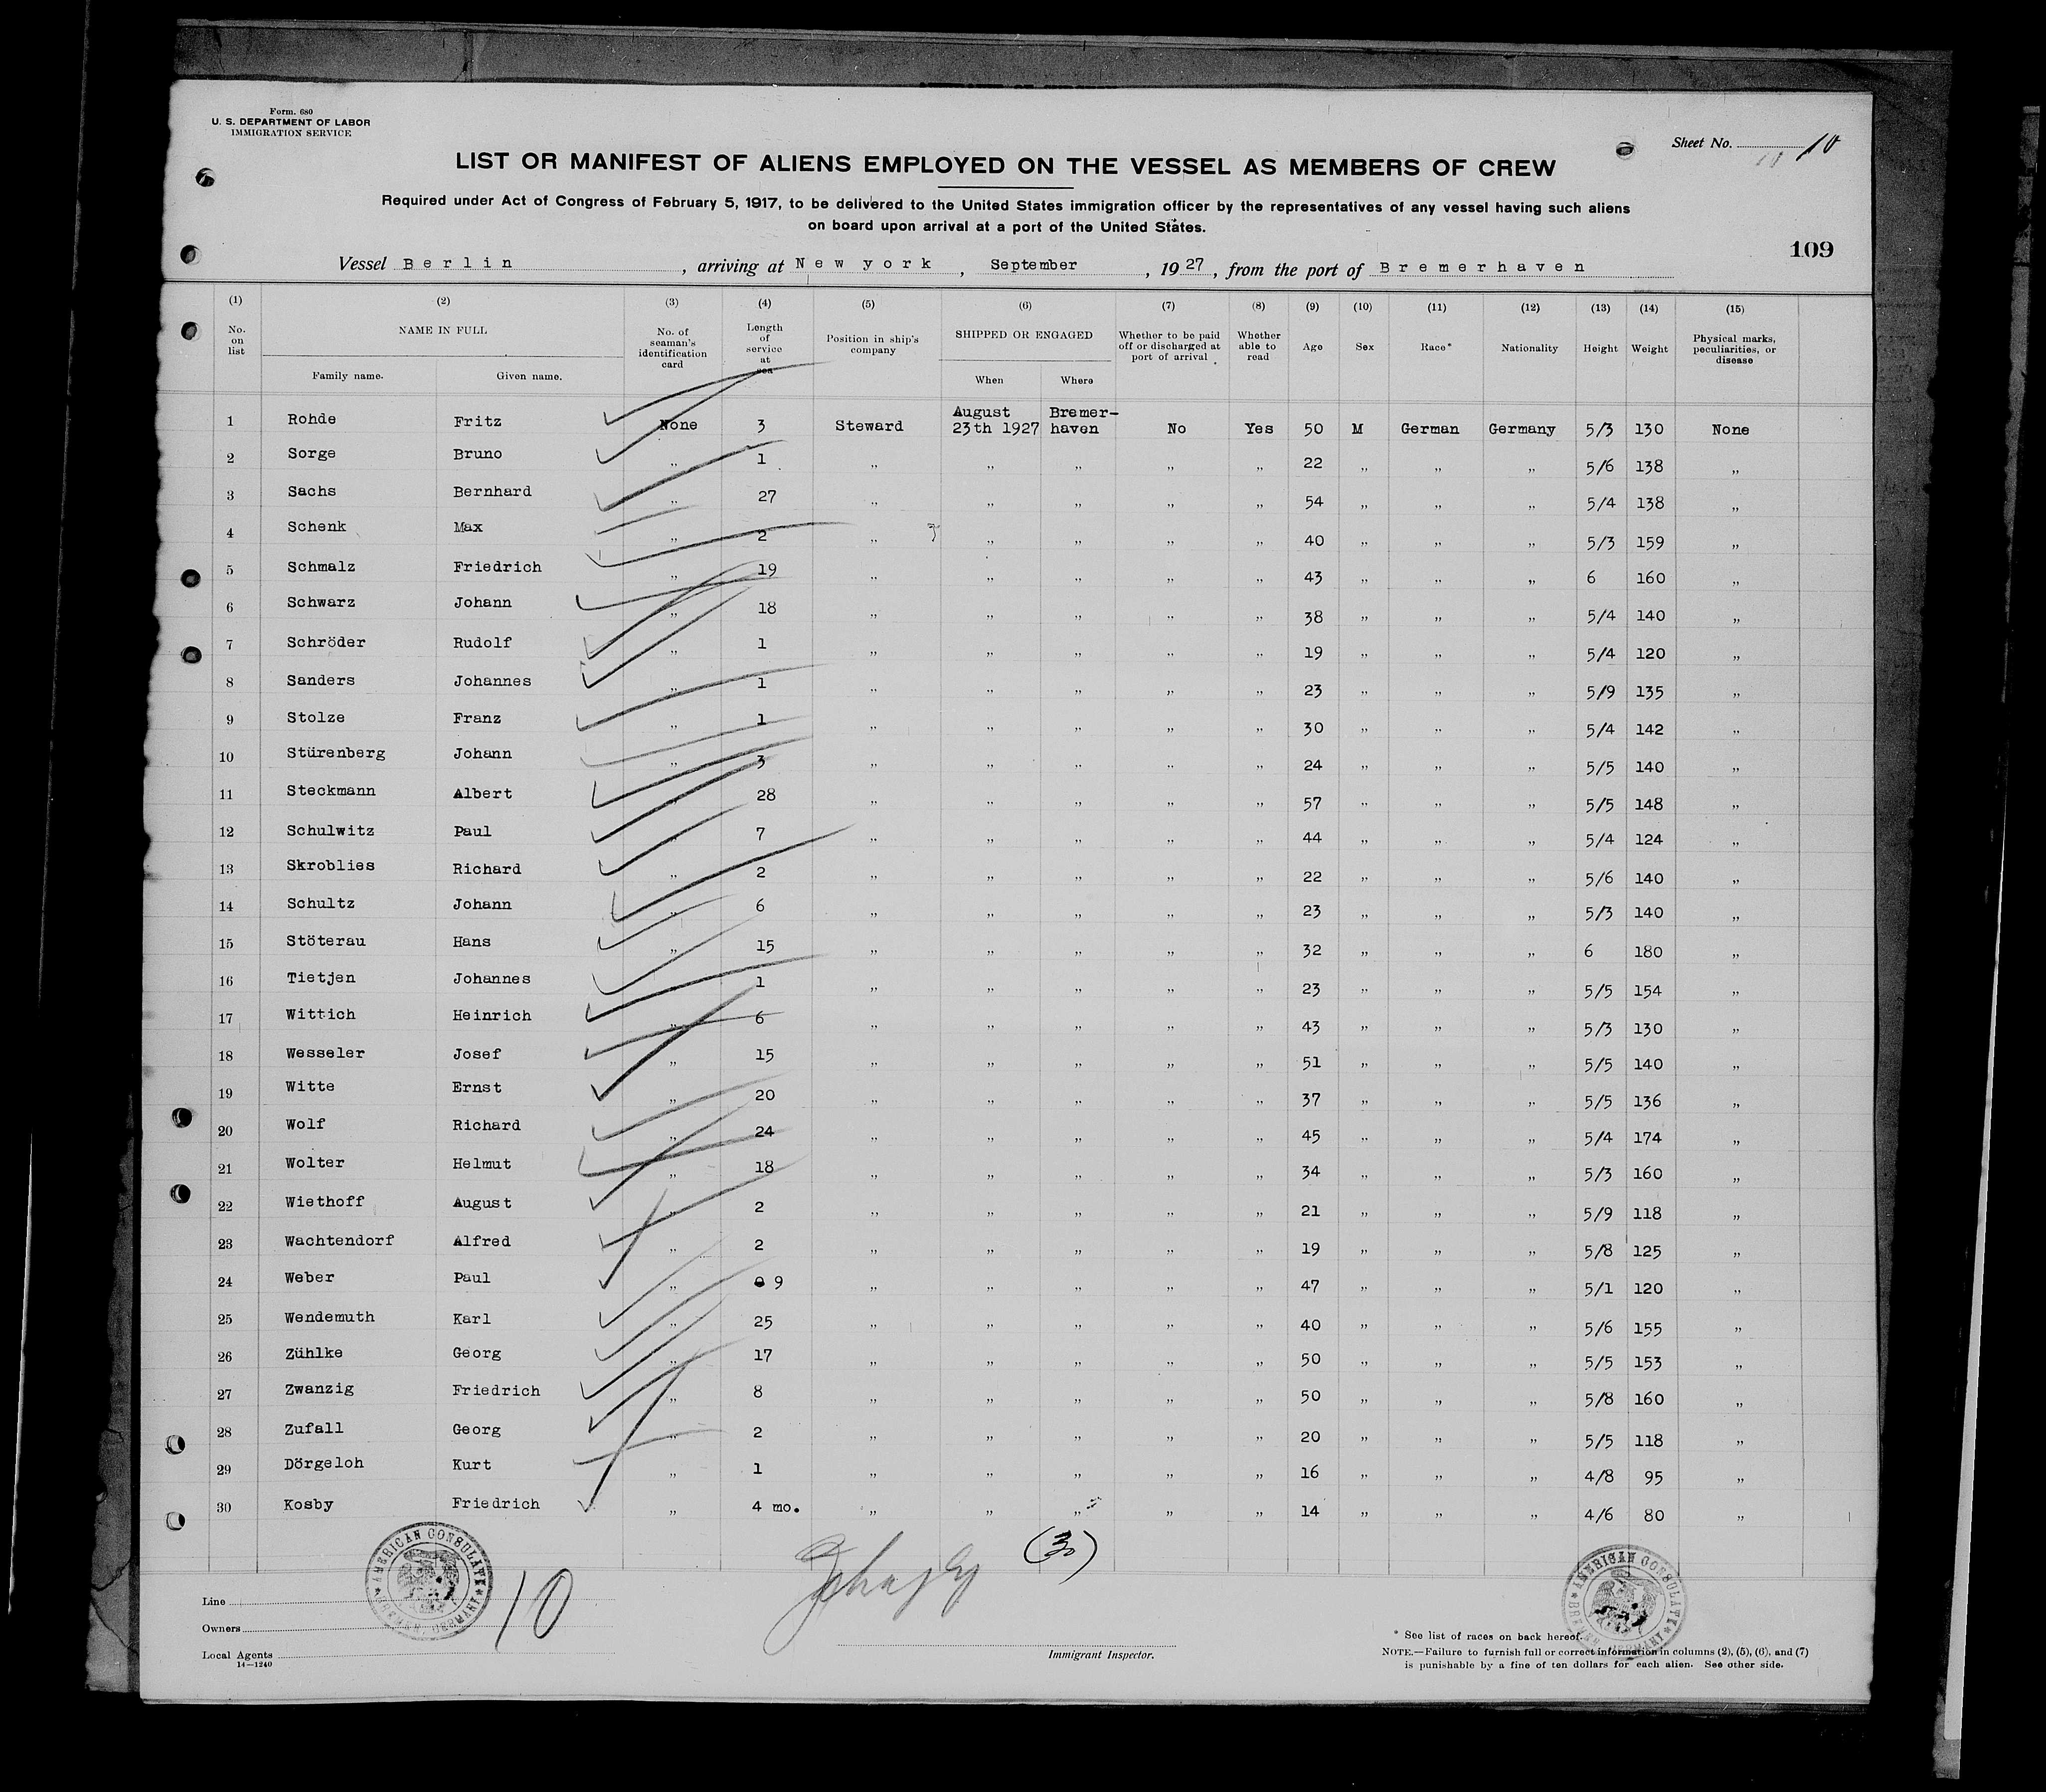 Form. 680
U. S. DEPARTMENT OF LABOR
IMMIGRATION SERVICE
Sheet No. 10 10
LIST OR MANIFEST OF ALIENS EMPLOYED ON THE VESSEL AS MEMBERS OF CREW
Required under Act of Congress of February 5, 1917, to be delivered to the United States immigration officer by the representatives of any vessel having such aliens
on board upon arrival at a port of the United States.
109
Vessel Berlin, arriving at New york, September, 1927, from the port of Bremerhaven
(1) (2) (3) (4) (5) (6) (7) (8) (9) (10) (11) (12) (13) (14) (15)
No. on list NAME IN FULL Family name. Given name. No. of seaman's identification card Length of service at sea Position in ship's company SHIPPED OR ENGAGED When Where Whether to be paid off or discharged at port of arrival Whether able to read Age Sex Race* Nationality Height Weight Physical marks, peculiarities, or disease
1 Rohde Fritz None 3 Steward August 23th 1927 Bremer-haven No Yes 50 M German Germany 5/3 130 None
2 Sorge Bruno „ 1 „ „ „ „ „ 22 „ „ „ 5/6 138 „
3 Sachs Bernhard „ 27 „ „ „ „ „ 54 „ „ „ 5/4 138 „
4 Schenk Max „ 2 „ „ „ „ „ 40 „ „ „ 5/3 159 „
5 Schmalz Friedrich „ 19 „ „ „ „ „ 43 „ „ „ 6 160 „
6 Schwarz Johann „ 18 „ „ „ „ „ 38 „ „ „ 5/4 140 „
7 Schröder Rudolf „ 1 „ „ „ „ „ 19 „ „ „ 5/4 120 „
8 Sanders Johannes „ 1 „ „ „ „ „ 23 „ „ „ 5/9 135 „
9 Stolze Franz „ 1 „ „ „ „ „ 30 „ „ „ 5/4 142 „
10 Stürenberg Johann „ 3 „ „ „ „ „ 24 „ „ „ 5/5 140 „
11 Steckmann Albert „ 28 „ „ „ „ „ 57 „ „ „ 5/5 148 „
12 Schulwitz Paul „ 7 „ „ „ „ „ 44 „ „ „ 5/4 124 „
13 Skroblies Richard „ 2 „ „ „ „ „ 22 „ „ „ 5/6 140 „
14 Schultz Johann „ 6 „ „ „ „ „ 23 „ „ „ 5/3 140 „
15 Stöterau Hans „ 15 „ „ „ „ „ 32 „ „ „ 6 180 „
16 Tietjen Johannes „ 1 „ „ „ „ „ 23 „ „ „ 5/5 154 „
17 Wittich Heinrich „ 6 „ „ „ „ „ 43 „ „ „ 5/3 130 „
18 Wesseler Josef „ 15 „ „ „ „ „ 51 „ „ „ 5/5 140 „
19 Witte Ernst „ 20 „ „ „ „ „ 37 „ „ „ 5/5 136 „
20 Wolf Richard „ 24 „ „ „ „ „ 45 „ „ „ 5/4 174 „
21 Wolter Helmut „ 18 „ „ „ „ „ 34 „ „ „ 5/3 160 „
22 Wiethoff August „ 2 „ „ „ „ „ 21 „ „ „ 5/9 118 „
23 Wachtendorf Alfred „ 2 „ „ „ „ „ 19 „ „ „ 5/8 125 „
24 Weber Paul „ 9 „ „ „ „ „ 47 „ „ „ 5/1 120 „
25 Wendemuth Karl „ 25 „ „ „ „ „ 40 „ „ „ 5/6 155 „
26 Zühlke Georg „ 17 „ „ „ „ „ 50 „ „ „ 5/5 153 „
27 Zwanzig Friedrich „ 8 „ „ „ „ „ 50 „ „ „ 5/8 160 „
28 Zufall Georg „ 2 „ „ „ „ „ 20 „ „ „ 5/5 118 „
29 Dörgeloh Kurt „ 1 „ „ „ „ „ 16 „ „ „ 4/8 95 „
30 Kosby Friedrich „ 4 mo. „ „ „ „ „ 14 „ „ „ 4/6 80 „
(30)
AMERICAN CONSULATE
BREMEN, GERMANY
10
AMERICAN CONSULATE
BREMEN, GERMANY
Line
Owners
Local Agents
14—1240
Immigrant Inspector.
* See list of races on back hereof.
NOTE.—Failure to furnish full or correct information in columns (2), (5), (6), and (7)
is punishable by a fine of ten dollars for each alien. See other side.